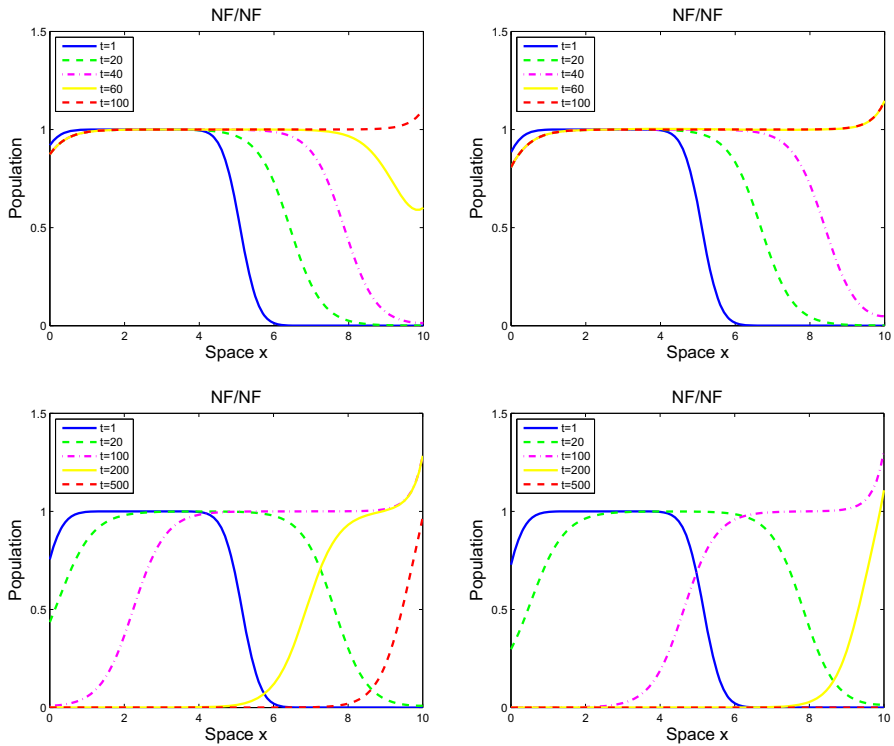 NF/NF
1.5
1
0.5
0
Population
t=1
t=20
t=40
t=60
t=100
0 2 4 6 8 10
Space x
NF/NF
1.5
1
0.5
0
Population
t=1
t=20
t=40
t=60
t=100
0 2 4 6 8 10
Space x
NF/NF
1.5
1
0.5
0
Population
t=1
t=20
t=100
t=200
t=500
0 2 4 6 8 10
Space x
NF/NF
1.5
1
0.5
0
Population
t=1
t=20
t=100
t=200
t=500
0 2 4 6 8 10
Space x